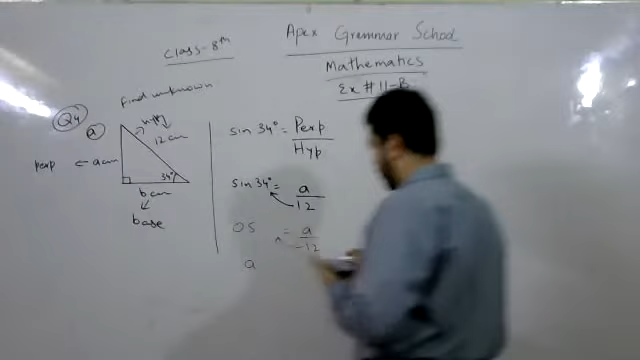 Class-8th
Apex Grammar School
Mathematics
Ex # 11-B
find unknown
Q4
a
Hyp
12 cm
perp ← a cm
34°
b cm
base
sin 34° = Perp
Hyp
sin 34° = a
12
= a
12
a